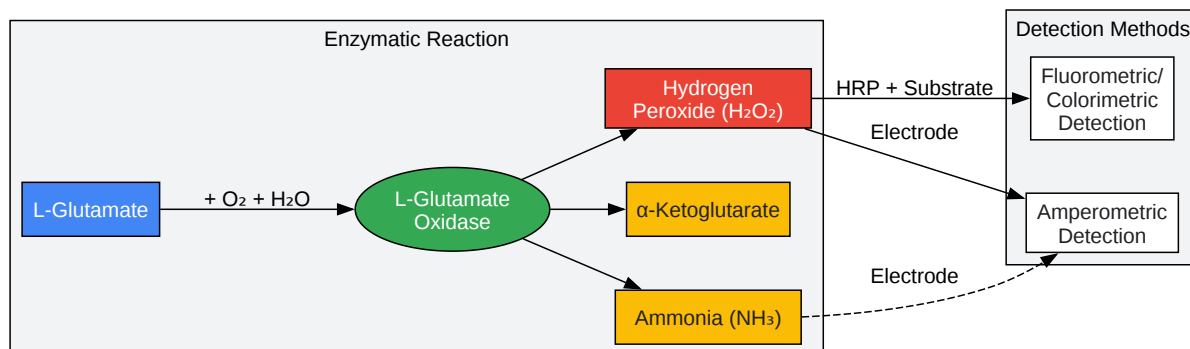 Enzymatic Reaction
Detection Methods
L-Glutamate
+ O₂ + H₂O
L-Glutamate
Oxidase
Hydrogen
Peroxide (H₂O₂)
α-Ketoglutarate
Ammonia (NH₃)
HRP + Substrate
Electrode
Electrode
Fluorometric/
Colorimetric
Detection
Amperometric
Detection